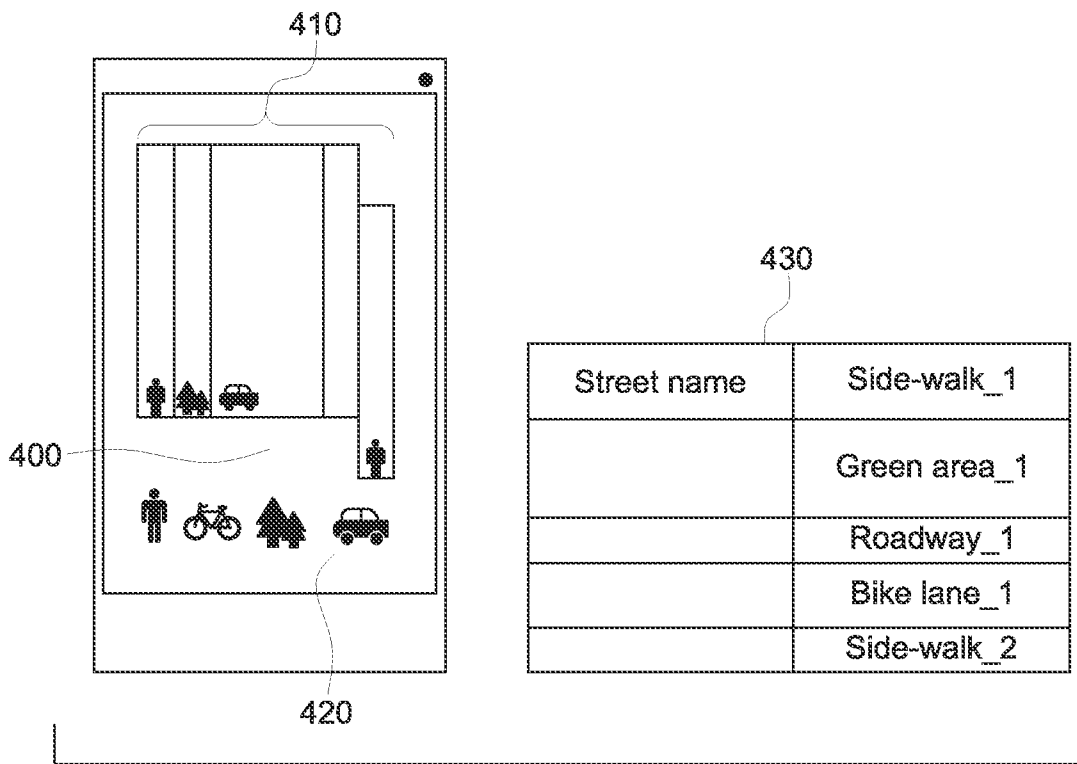 410
430
Street name Side-walk_1
Green area_1
400
Roadway_1
Bike lane_1
Side-walk_2
420